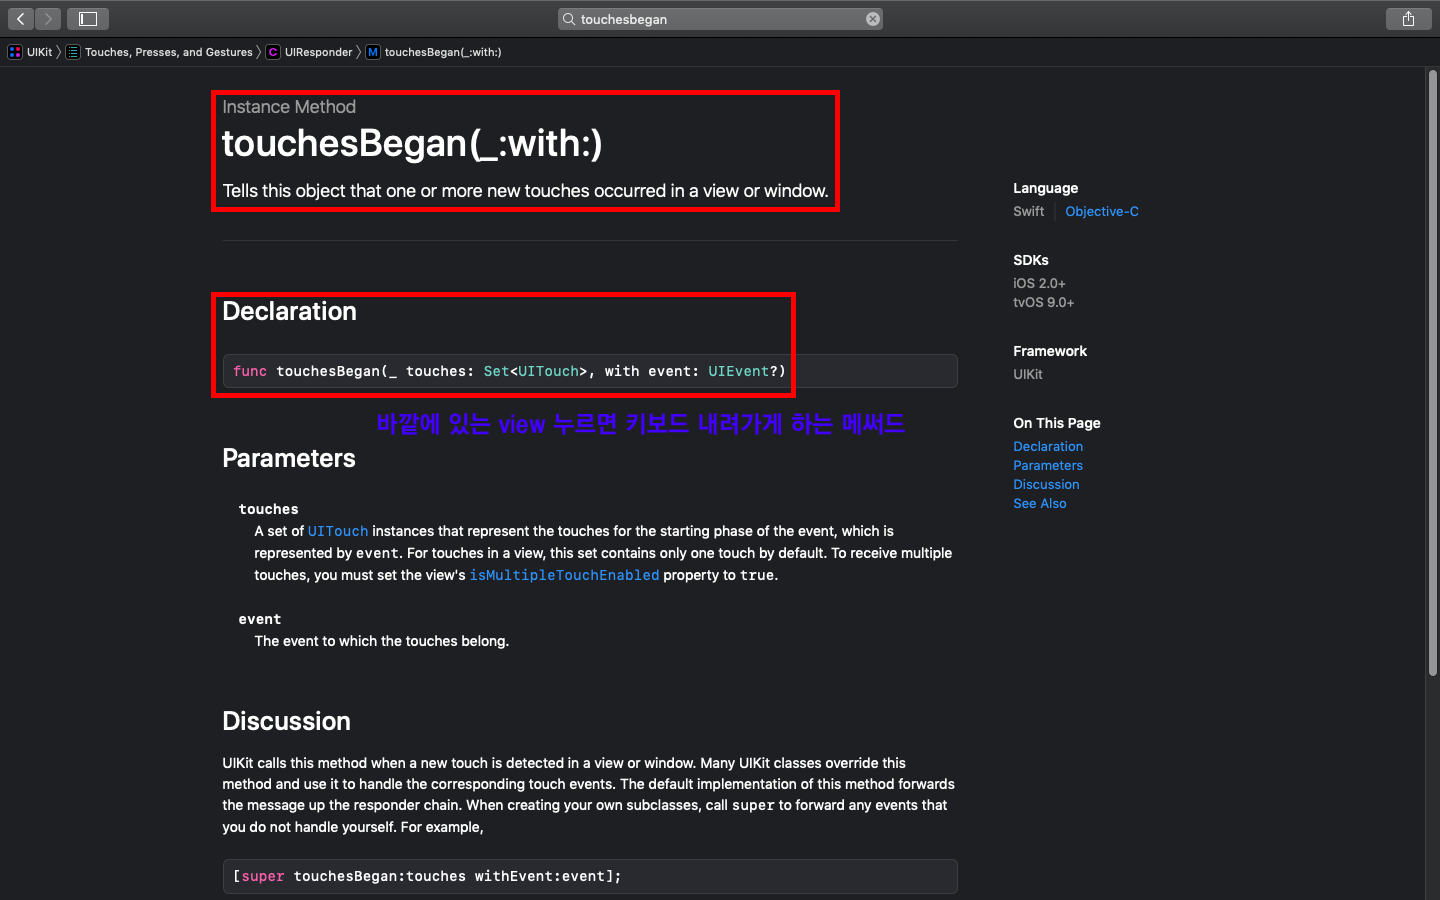 touchesbegan
UIKit
Touches, Presses, and Gestures
C UIResponder
M touchesBegan(_:with:)
Instance Method
touchesBegan(_:with:)
Tells this object that one or more new touches occurred in a view or window.
Declaration
func touchesBegan(_ touches: Set<UITouch>, with event: UIEvent?)
바깥에 있는 view 누르면 키보드 내려가게 하는 메써드
Parameters
touches
A set of UITouch instances that represent the touches for the starting phase of the event, which is
represented by event. For touches in a view, this set contains only one touch by default. To receive multiple
touches, you must set the view's isMultipleTouchEnabled property to true.
event
The event to which the touches belong.
Discussion
UIKit calls this method when a new touch is detected in a view or window. Many UIKit classes override this
method and use it to handle the corresponding touch events. The default implementation of this method forwards
the message up the responder chain. When creating your own subclasses, call super to forward any events that
you do not handle yourself. For example,
[super touchesBegan:touches withEvent:event];
Language
Swift
Objective-C
SDKs
iOS 2.0+
tvOS 9.0+
Framework
UIKit
On This Page
Declaration
Parameters
Discussion
See Also